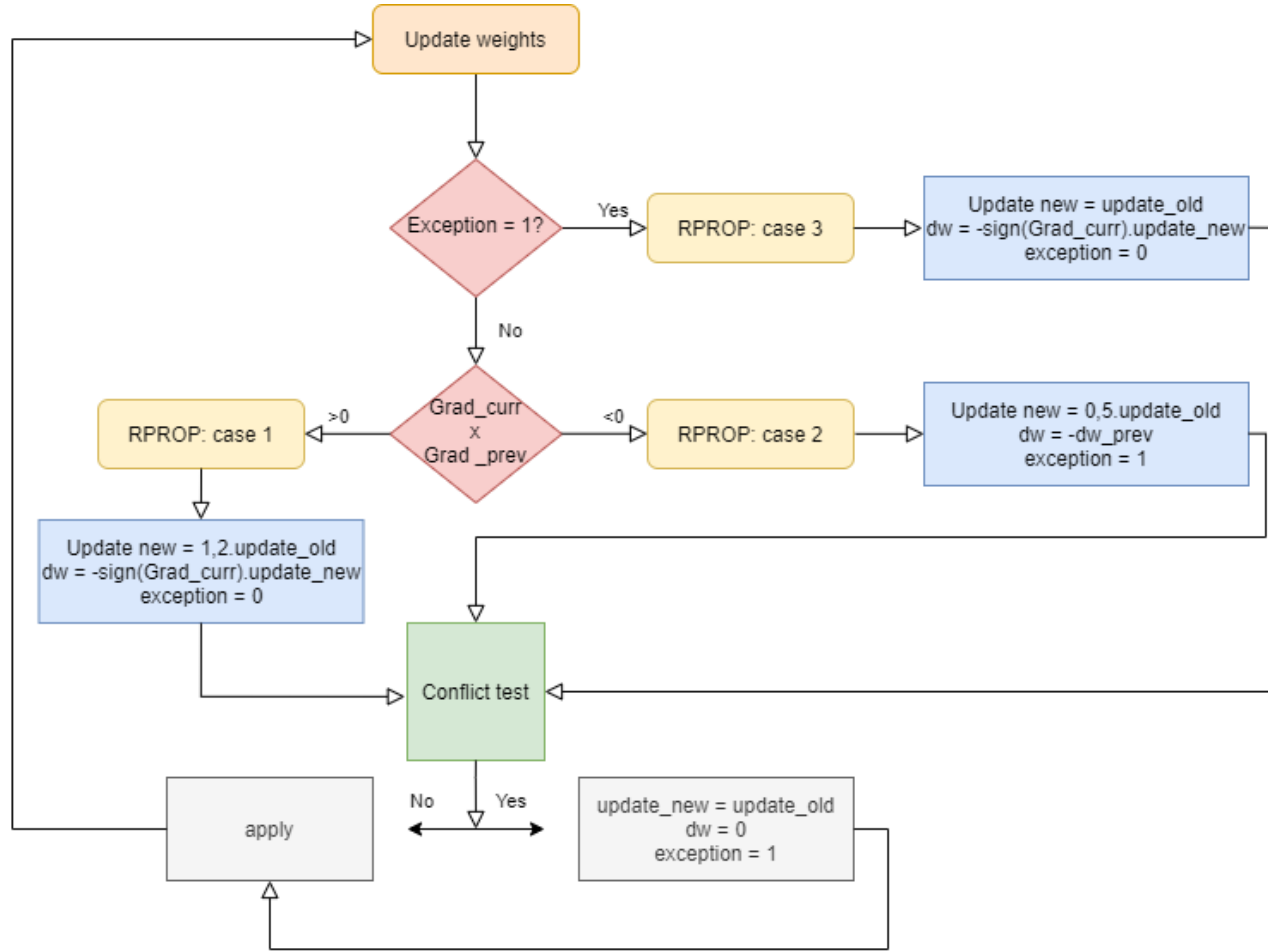 Update weights
Exception = 1?
Yes
RPROP: case 3
Update new = update_old
dw = -sign(Grad_curr).update_new
exception = 0
No
Grad_curr
x
Grad _prev
>0
RPROP: case 1
<0
RPROP: case 2
Update new = 0,5.update_old
dw = -dw_prev
exception = 1
Update new = 1,2.update_old
dw = -sign(Grad_curr).update_new
exception = 0
Conflict test
No
Yes
apply
update_new = update_old
dw = 0
exception = 1